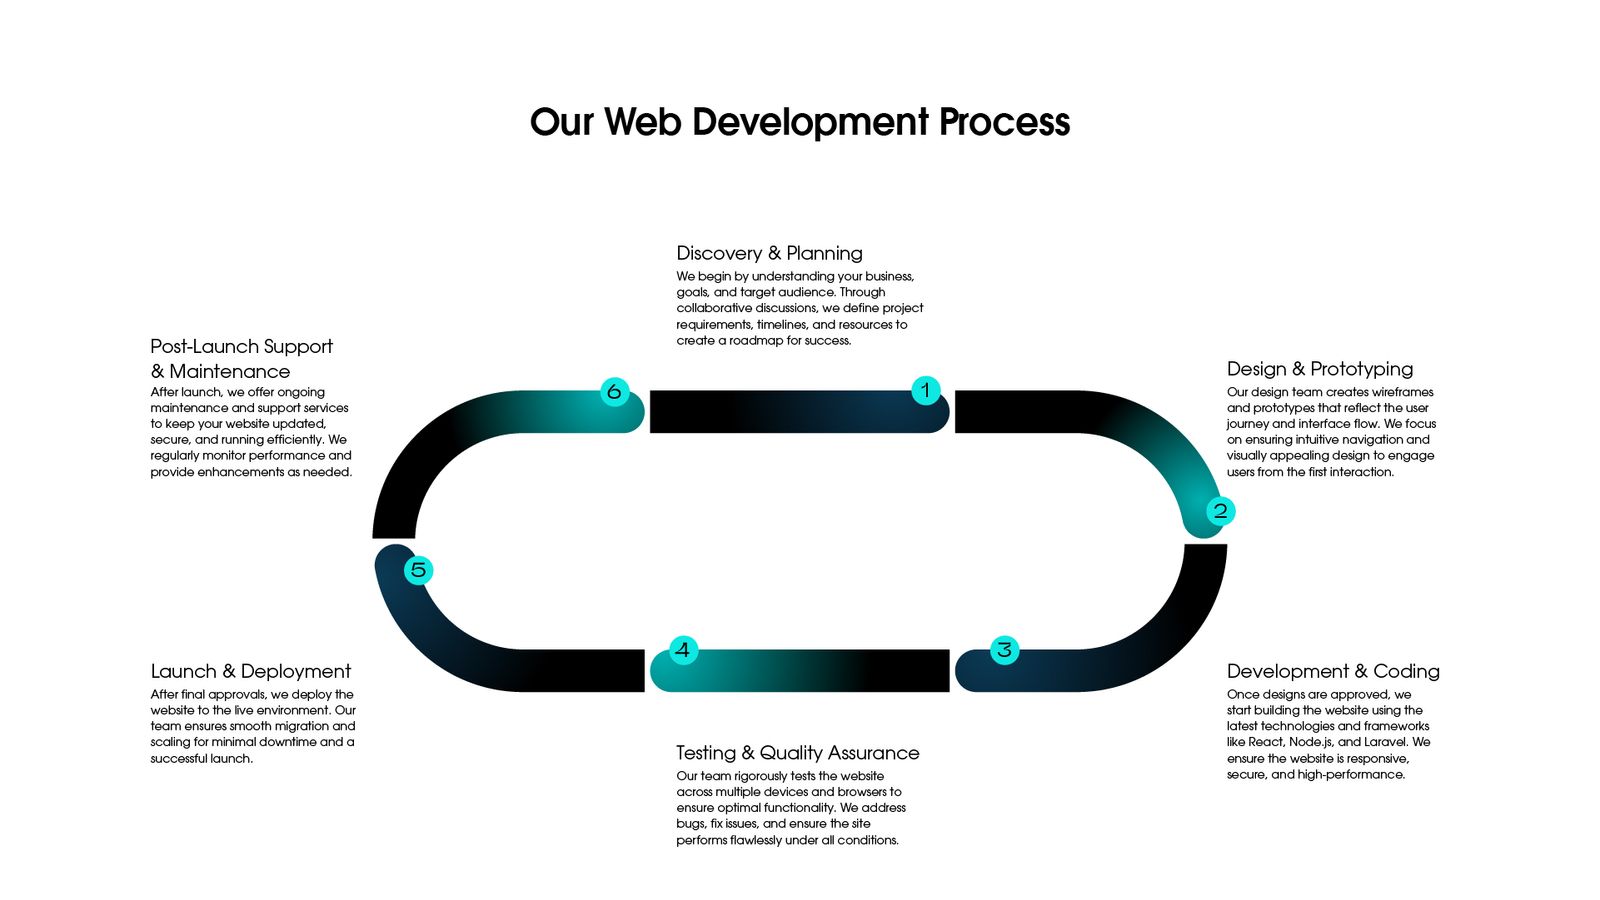 Our Web Development Process
Discovery & Planning
We begin by understanding your business,
goals, and target audience. Through
collaborative discussions, we define project
requirements, timelines, and resources to
create a roadmap for success.
1
Design & Prototyping
Our design team creates wireframes
and prototypes that reflect the user
journey and interface flow. We focus
on ensuring intuitive navigation and
visually appealing design to engage
users from the first interaction.
2
Development & Coding
Once designs are approved, we
start building the website using the
latest technologies and frameworks
like React, Node.js, and Laravel. We
ensure the website is responsive,
secure, and high-performance.
3
Testing & Quality Assurance
Our team rigorously tests the website
across multiple devices and browsers to
ensure optimal functionality. We address
bugs, fix issues, and ensure the site
performs flawlessly under all conditions.
4
Launch & Deployment
After final approvals, we deploy the
website to the live environment. Our
team ensures smooth migration and
scaling for minimal downtime and a
successful launch.
5
Post-Launch Support
& Maintenance
After launch, we offer ongoing
maintenance and support services
to keep your website updated,
secure, and running efficiently. We
regularly monitor performance and
provide enhancements as needed.
6